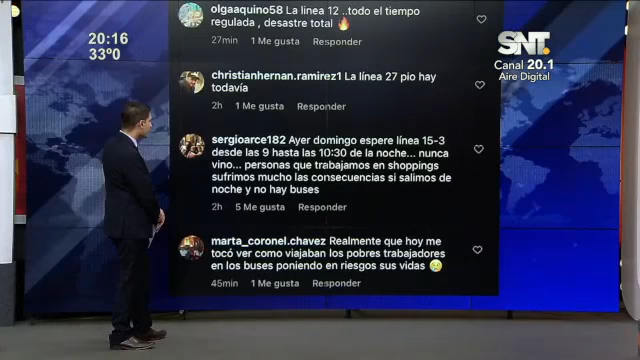 olgaaquino58 La linea 12 ..todo el tiempo
regulada , desastre total 🔥
27min 1 Me gusta Responder
20:16
33°0
SNT.
Canal 20.1
Aire Digital
christianhernan.ramirez1 La línea 27 pio hay
todavía
2h 1 Me gusta Responder
sergioarce182 Ayer domingo espere línea 15-3
desde las 9 hasta las 10:30 de la noche... nunca
vino... personas que trabajamos en shoppings
sufrimos mucho las consecuencias si salimos de
noche y no hay buses
2h 5 Me gusta Responder
marta_coronel.chavez Realmente que hoy me
tocó ver como viajaban los pobres trabajadores
en los buses poniendo en riesgos sus vidas 😢
45min 1 Me gusta Responder